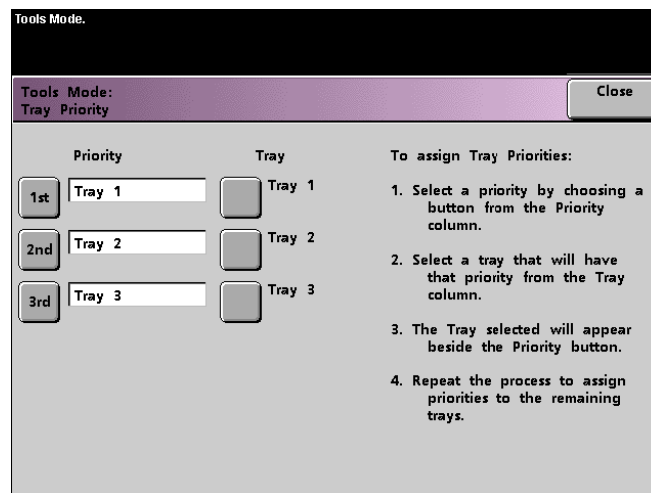 Tools Mode.
Tools Mode:
Tray Priority
Close
Priority
Tray
1st
Tray 1
Tray 1
2nd
Tray 2
Tray 2
3rd
Tray 3
Tray 3
To assign Tray Priorities:
1. Select a priority by choosing a
button from the Priority
column.
2. Select a tray that will have
that priority from the Tray
column.
3. The Tray selected will appear
beside the Priority button.
4. Repeat the process to assign
priorities to the remaining
trays.